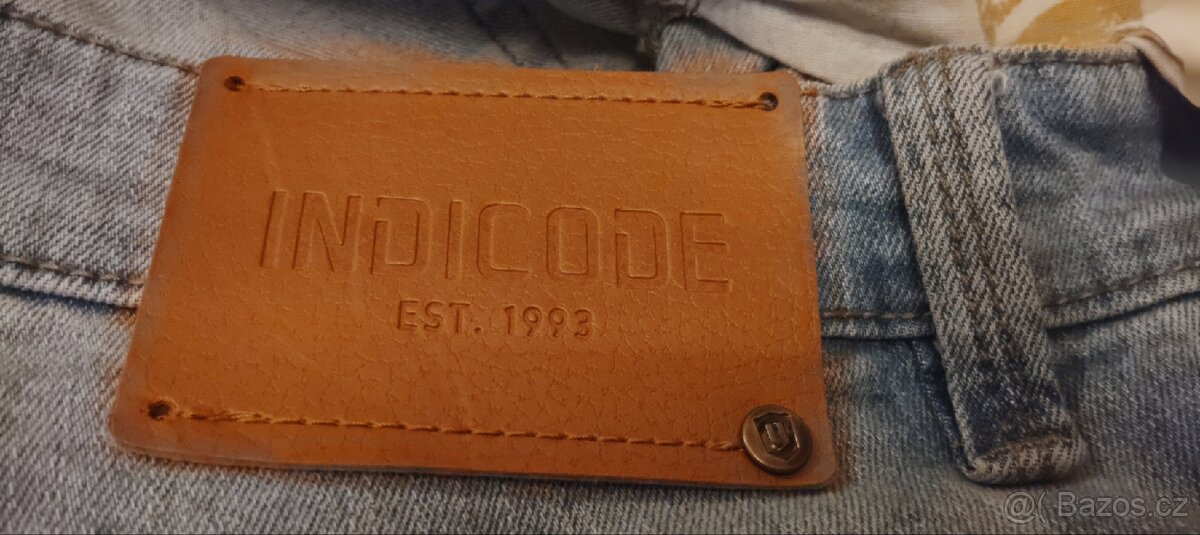 INDICODE
EST. 1993
@( Bazos.cz